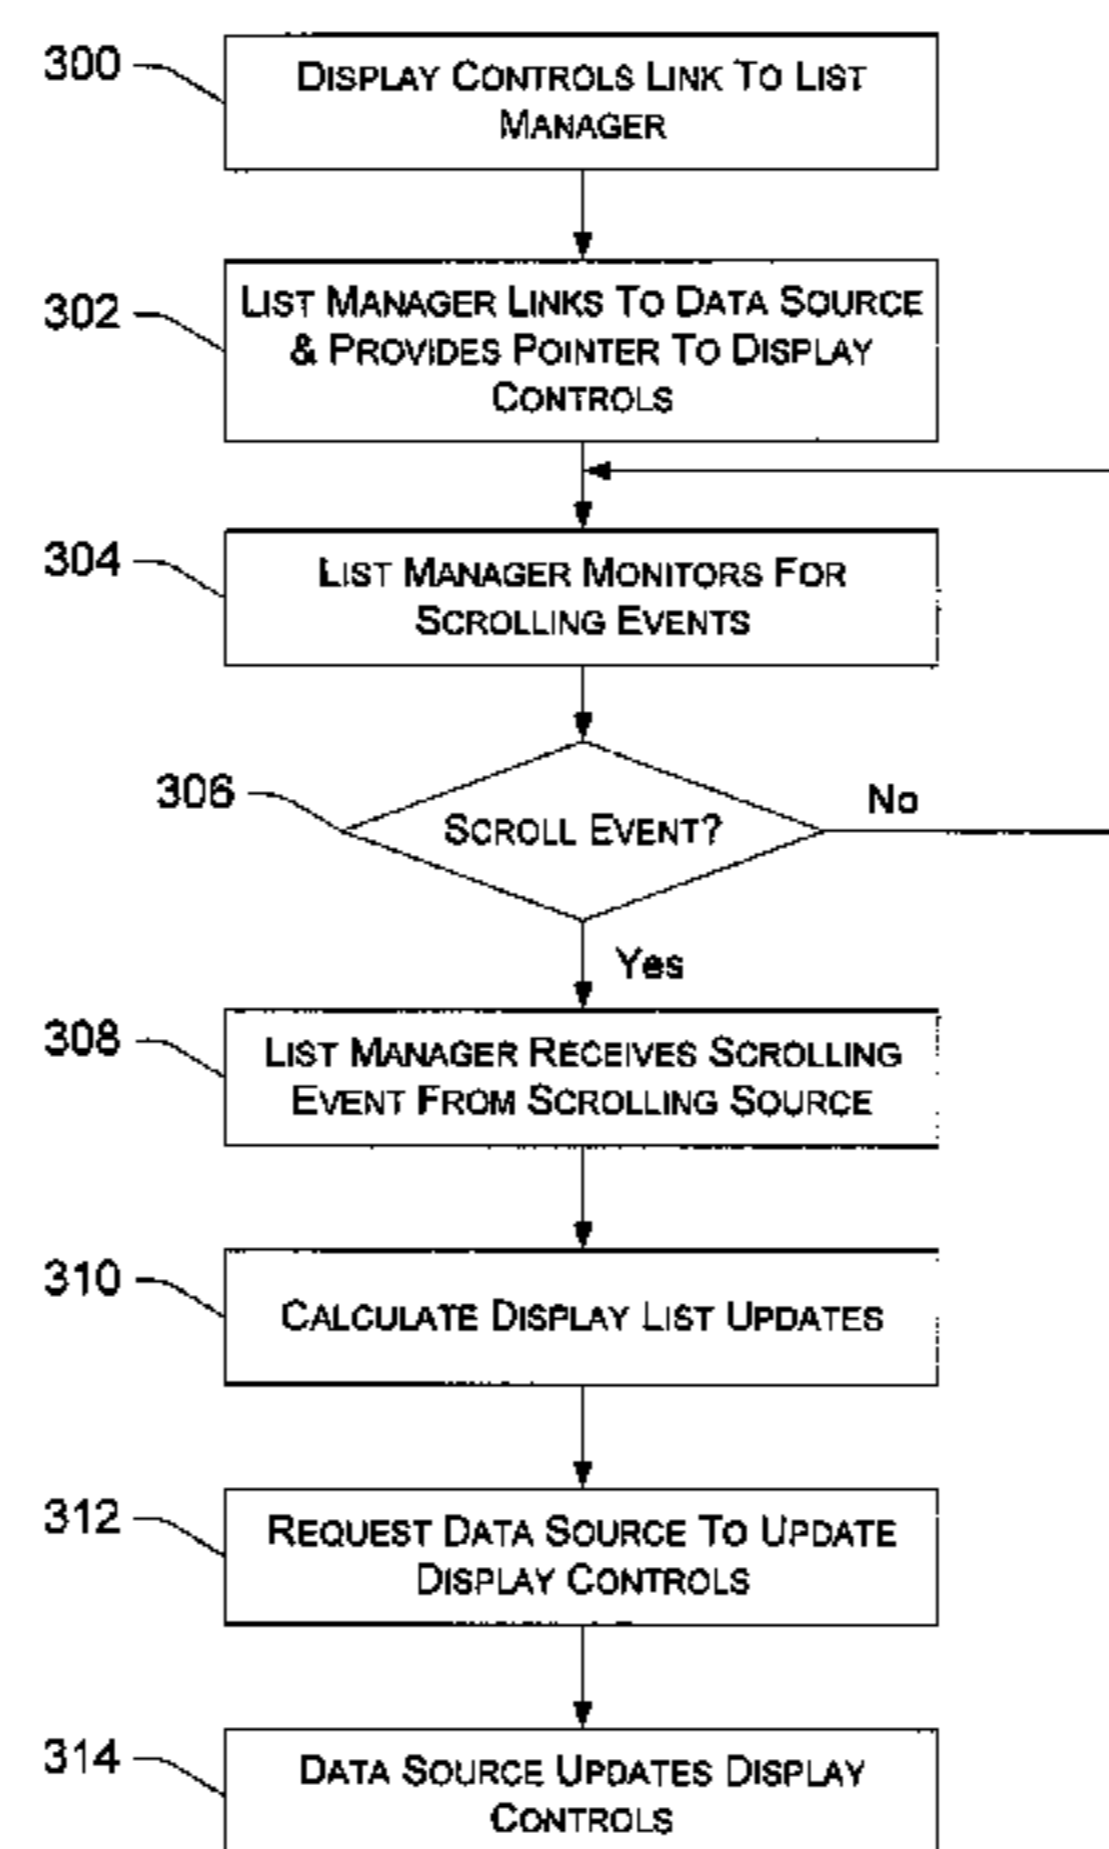 300
DISPLAY CONTROLS LINK TO LIST
MANAGER
302
LIST MANAGER LINKS TO DATA SOURCE
& PROVIDES POINTER TO DISPLAY
CONTROLS
304
LIST MANAGER MONITORS FOR
SCROLLING EVENTS
306
SCROLL EVENT?
No
Yes
308
LIST MANAGER RECEIVES SCROLLING
EVENT FROM SCROLLING SOURCE
310
CALCULATE DISPLAY LIST UPDATES
312
REQUEST DATA SOURCE TO UPDATE
DISPLAY CONTROLS
314
DATA SOURCE UPDATES DISPLAY
CONTROLS